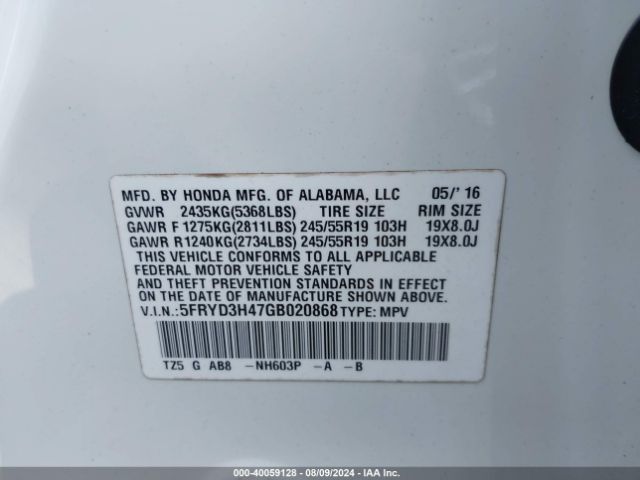 MFD. BY HONDA MFG. OF ALABAMA, LLC 05/' 16
GVWR 2435KG(5368LBS) TIRE SIZE RIM SIZE
GAWR F 1275KG(2811LBS) 245/55R19 103H 19X8.0J
GAWR R1240KG(2734LBS) 245/55R19 103H 19X8.0J
THIS VEHICLE CONFORMS TO ALL APPLICABLE
FEDERAL MOTOR VEHICLE SAFETY
AND THEFT PREVENTION STANDARDS IN EFFECT ON
THE DATE OF MANUFACTURE SHOWN ABOVE.
V.I.N.:5FRYD3H47GB020868 TYPE: MPV
TZ5 G AB8 -NH603P -A -B
000-40059128 - 08/09/2024 - IAA Inc.